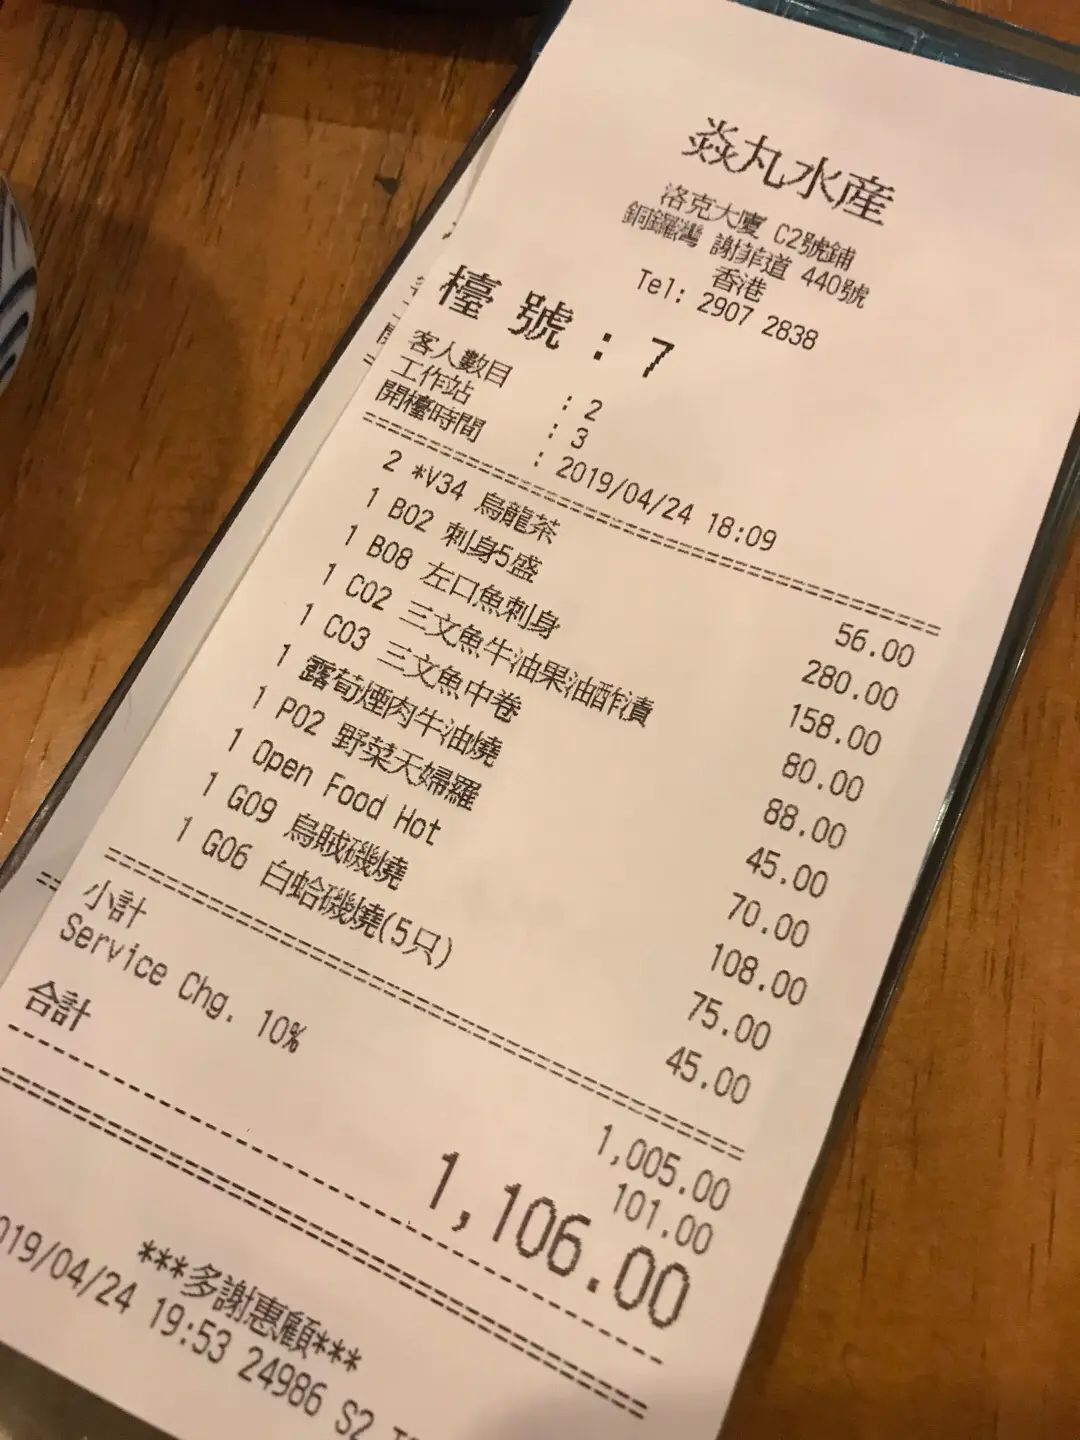 焱丸水産
洛克大廈 C2號鋪
銅鑼灣 謝菲道 440號
香港
Tel: 2907 2838
檯 號 : 7
客人數目 : 2
工作站 : 3
開檯時間 : 2019/04/24 18:09
2 *V34 烏龍茶 56.00
1 B02 刺身5盛 280.00
1 B08 左口魚刺身 158.00
1 C02 三文魚牛油果油酢漬 80.00
1 C03 三文魚中卷 88.00
1 露荀煙肉牛油燒 45.00
1 P02 野菜天婦羅 70.00
1 Open Food Hot 108.00
1 G09 烏賊磯燒 75.00
1 G06 白蛤磯燒(5只) 45.00
小計 1,005.00
Service Chg. 10% 101.00
合計 1,106.00
***多謝惠顧***
019/04/24 19:53 24986 S2